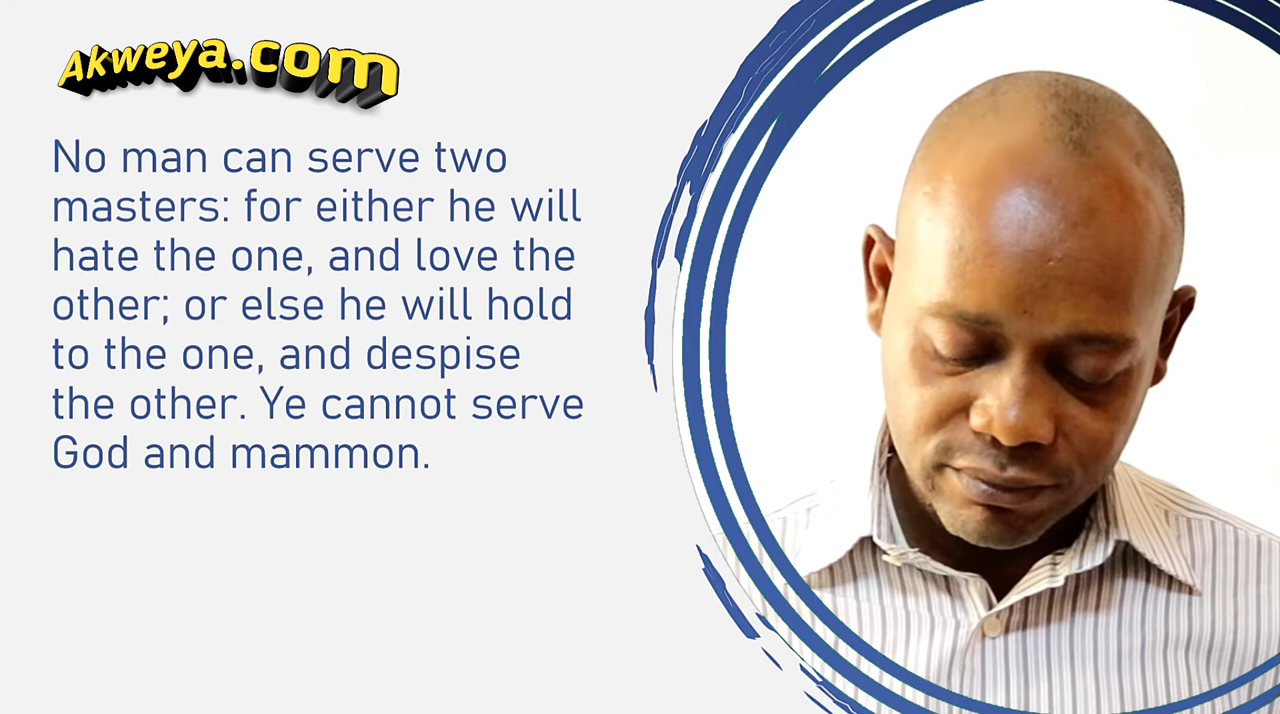 Akweya.com
No man can serve two
masters: for either he will
hate the one, and love the
other; or else he will hold
to the one, and despise
the other. Ye cannot serve
God and mammon.